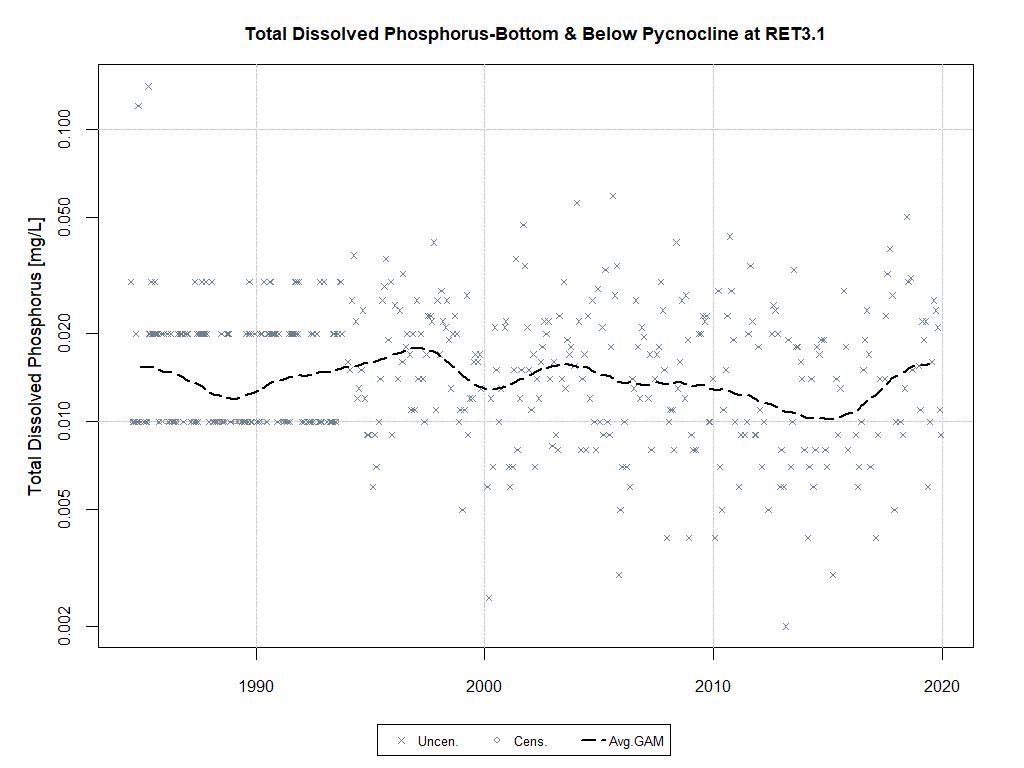 Total Dissolved Phosphorus-Bottom & Below Pycnocline at RET3.1
Total Dissolved Phosphorus [mg/L]
0.100
0.050
0.020
0.010
0.005
0.002
1990 2000 2010 2020
Uncen. Cens. Avg.GAM